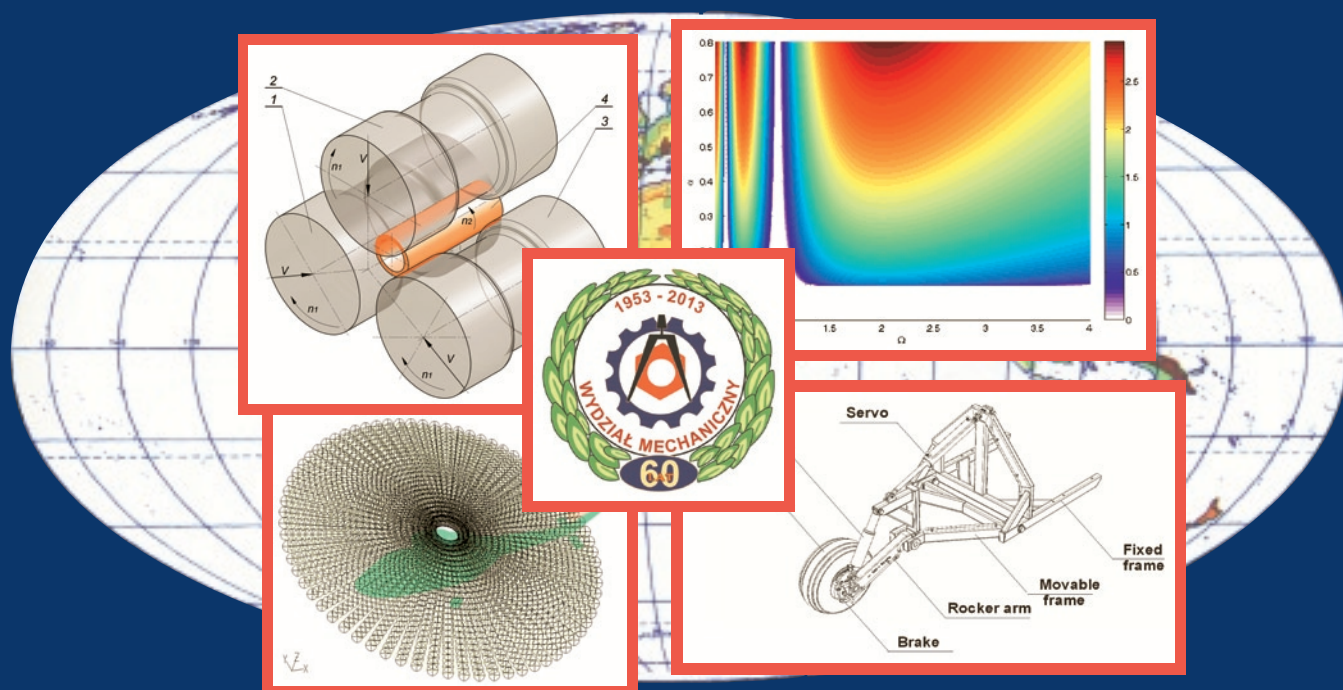 2
1
4
3
n1
V
n2
V
n1
V
n1
0.8
0.7
0.6
0.5
0.4
0.3
1.5
2
2.5
3
3.5
4
Ω
2.5
2
1.5
1
0.5
0
1953 - 2013
WYDZIAŁ MECHANICZNY
60
Servo
Fixed
frame
Movable
frame
Rocker arm
Brake
Y Z X